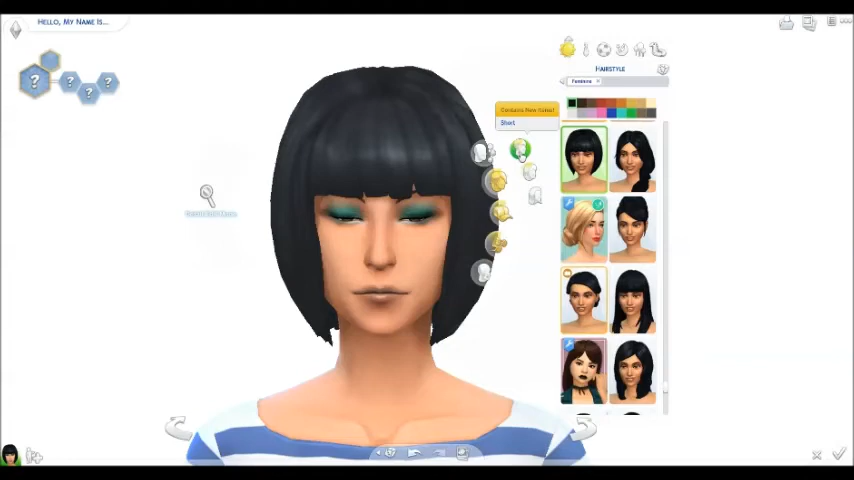 Hello, My Name Is...
Hairstyle
Feminine ×
Contains New Items!
Short
? ? ? ?